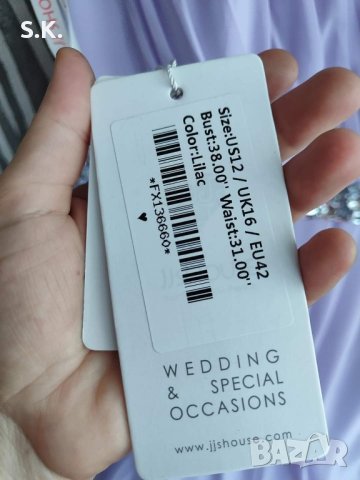 S.K.
Size:US12 / UK16 / EU42
Bust:38.00'' Waist:31.00''
Color:Lilac
*FX136660*
WEDDING
& SPECIAL
OCCASIONS
www.jjshouse.com
BAZAR